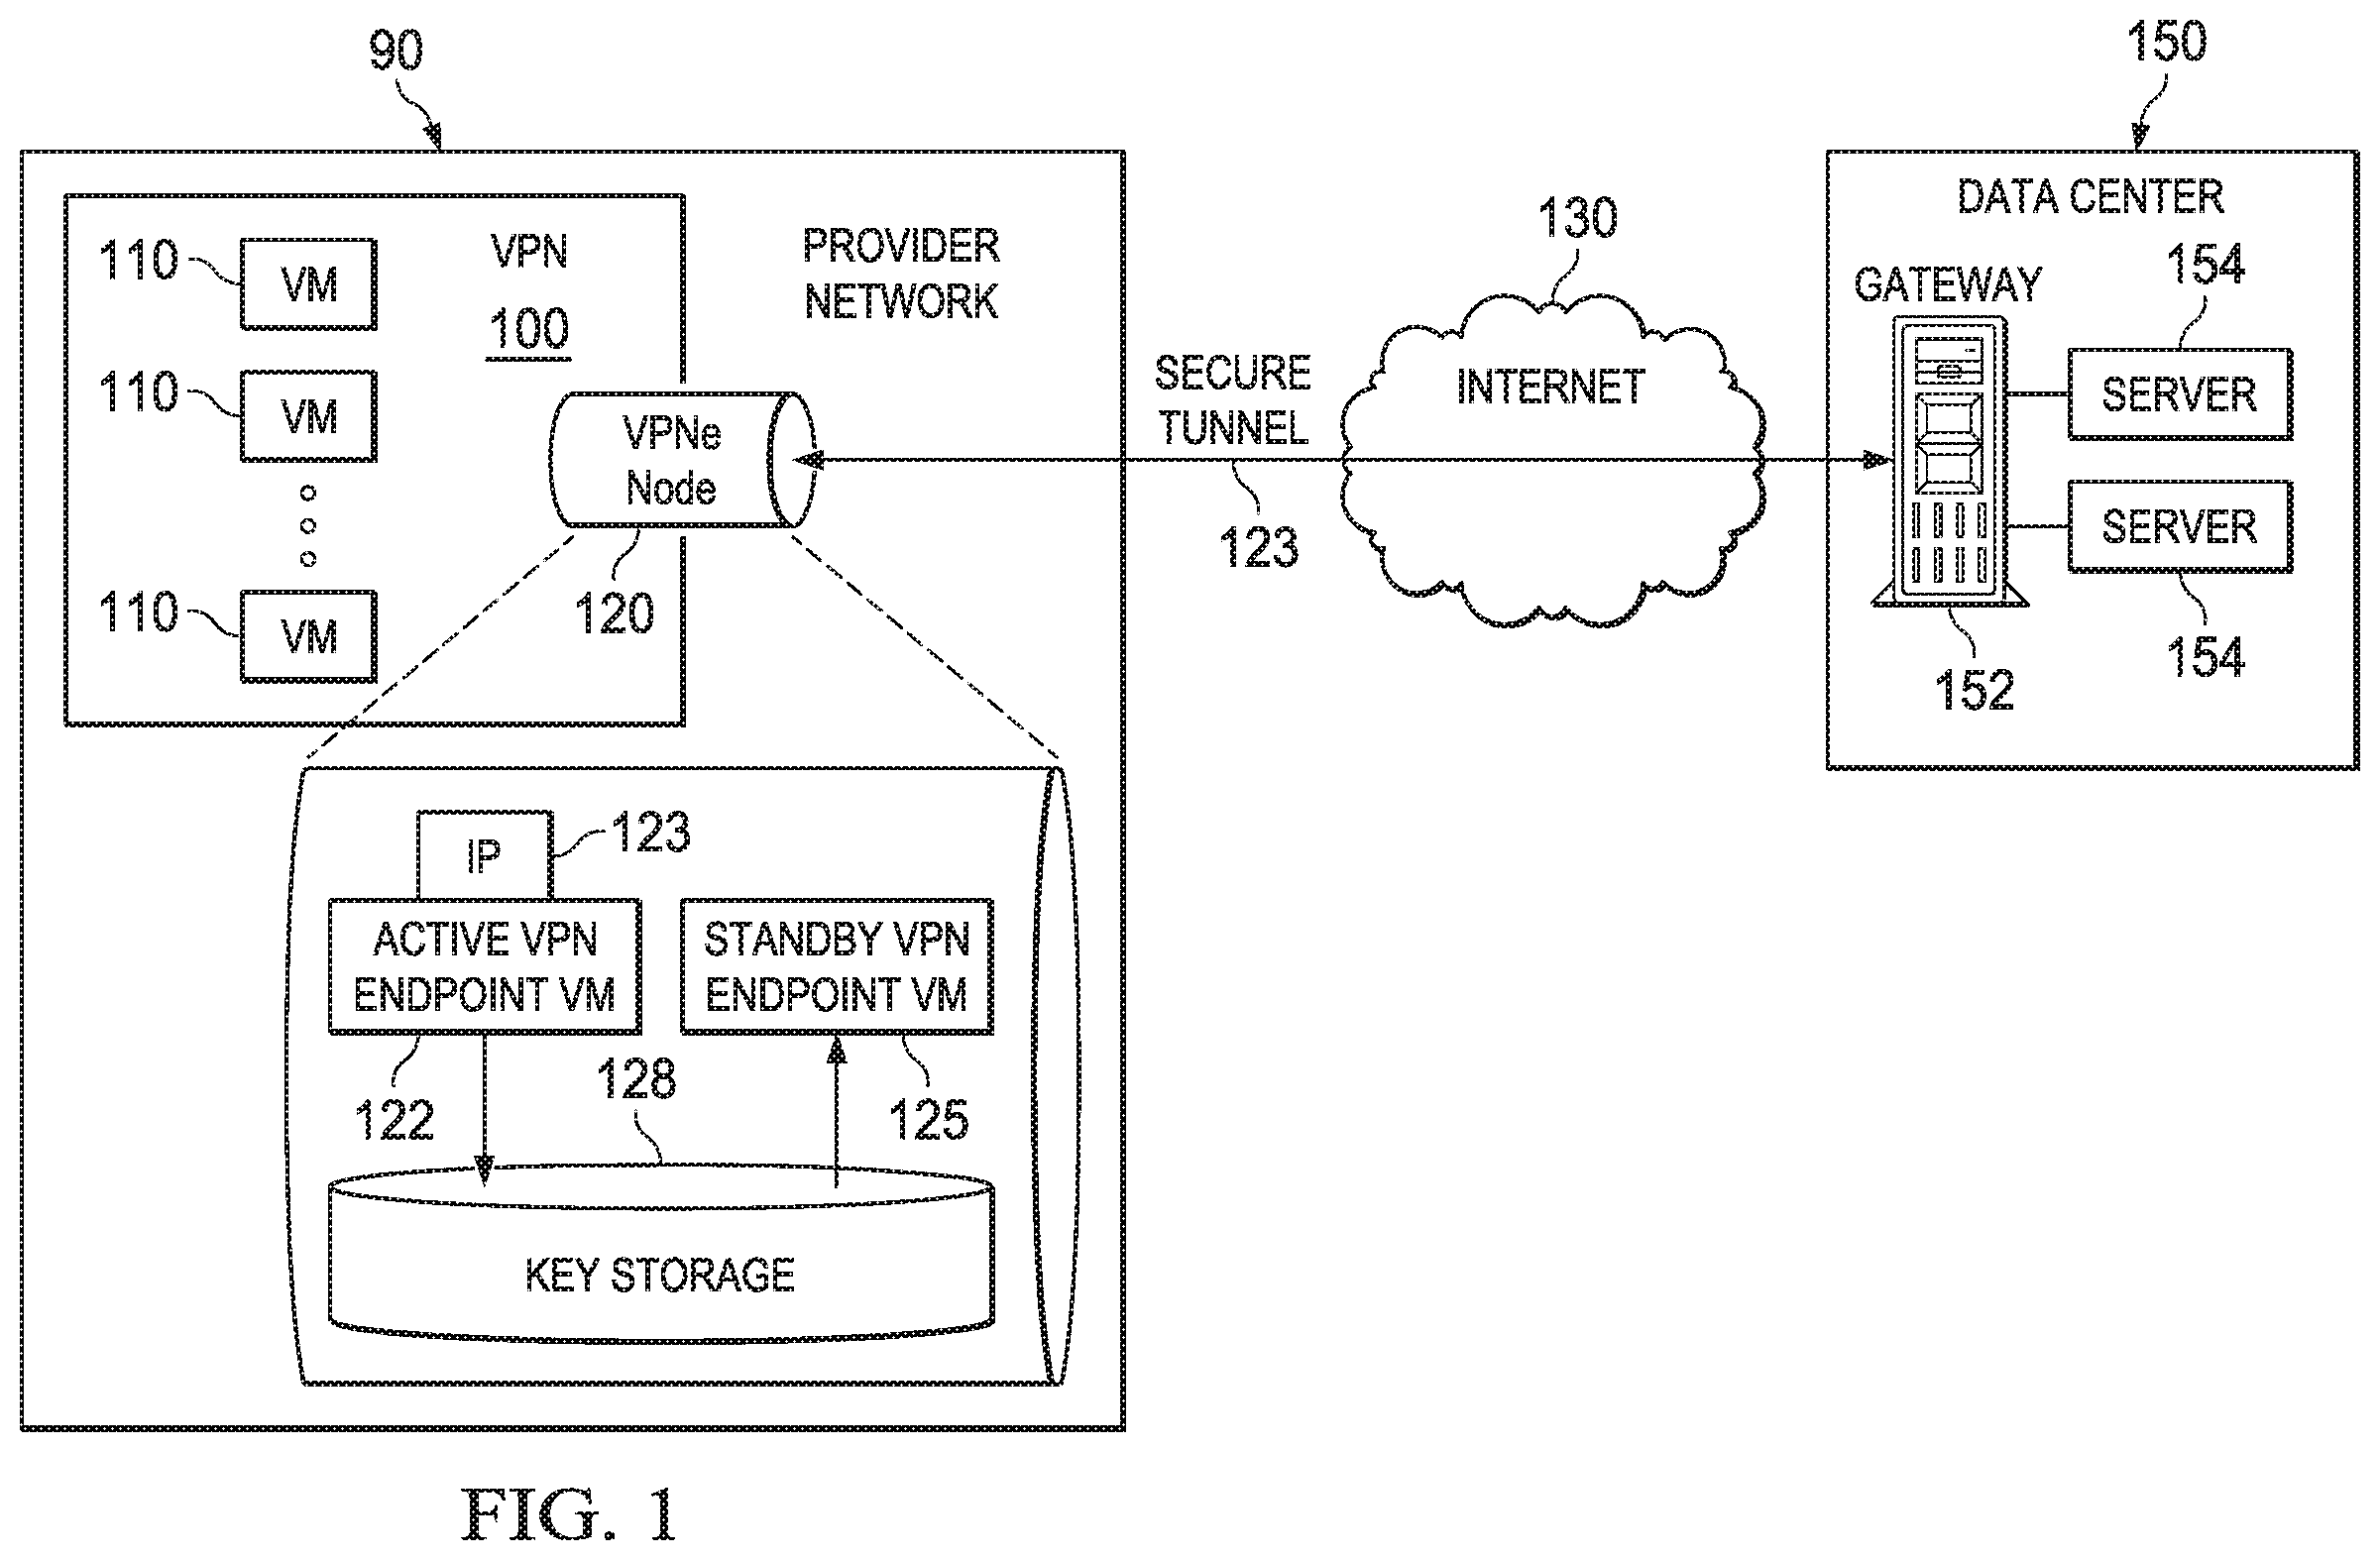 90
150
DATA CENTER
110
VM
VPN
100
PROVIDER
NETWORK
130
154
GATEWAY
110
VM
VPNe
Node
SECURE
TUNNEL
INTERNET
SERVER
123
SERVER
110
VM
120
152
154
IP
123
ACTIVE VPN
ENDPOINT VM
STANDBY VPN
ENDPOINT VM
122
128
125
KEY STORAGE
FIG. 1